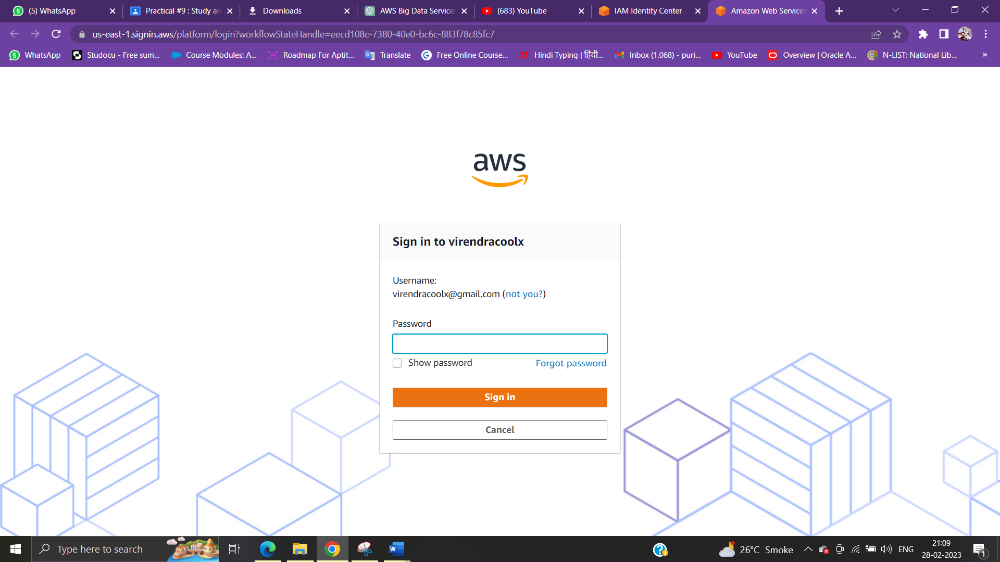 (5) WhatsApp
Practical #9 : Study an
Downloads
AWS Big Data Services
(683) YouTube
IAM Identity Center
Amazon Web Services
us-east-1.signin.aws/platform/login?workflowStateHandle=eecd108c-7380-40e0-bc6c-883f78c85fc7
WhatsApp
Studocu - Free sum...
Course Modules: A...
Roadmap For Aptit...
Translate
Free Online Course...
IT Hindi Typing | हिंदी...
Inbox (1,068) - puri...
YouTube
Overview | Oracle A...
N-LIST: National Lib...
»
aws
Sign in to virendracoolx
Username:
virendracoolx@gmail.com (not you?)
Password
Show password
Forgot password
Sign in
Cancel
Type here to search
26°C Smoke
ENG
21:09
28-02-2023
1